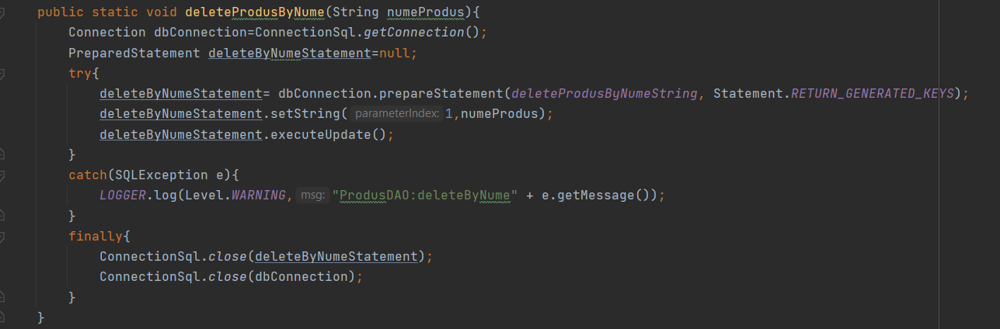 public static void deleteProdusByNume(String numeProdus){
Connection dbConnection=ConnectionSql.getConnection();
PreparedStatement deleteByNumeStatement=null;
try{
deleteByNumeStatement= dbConnection.prepareStatement(deleteProdusByNumeString, Statement.RETURN_GENERATED_KEYS);
deleteByNumeStatement.setString( parameterIndex: 1,numeProdus);
deleteByNumeStatement.executeUpdate();
}
catch(SQLException e){
LOGGER.log(Level.WARNING, msg: "ProdusDAO:deleteByNume" + e.getMessage());
}
finally{
ConnectionSql.close(deleteByNumeStatement);
ConnectionSql.close(dbConnection);
}
}